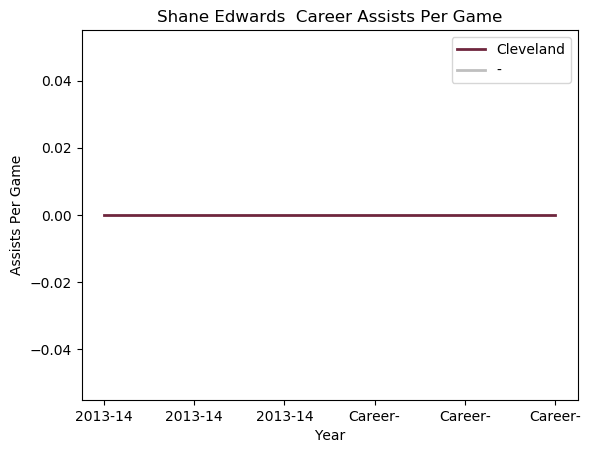 Shane Edwards  Career Assists Per Game
Cleveland
-
Assists Per Game
0.04
0.02
0.00
−0.02
−0.04
2013-14 2013-14 2013-14 Career- Career- Career-
Year